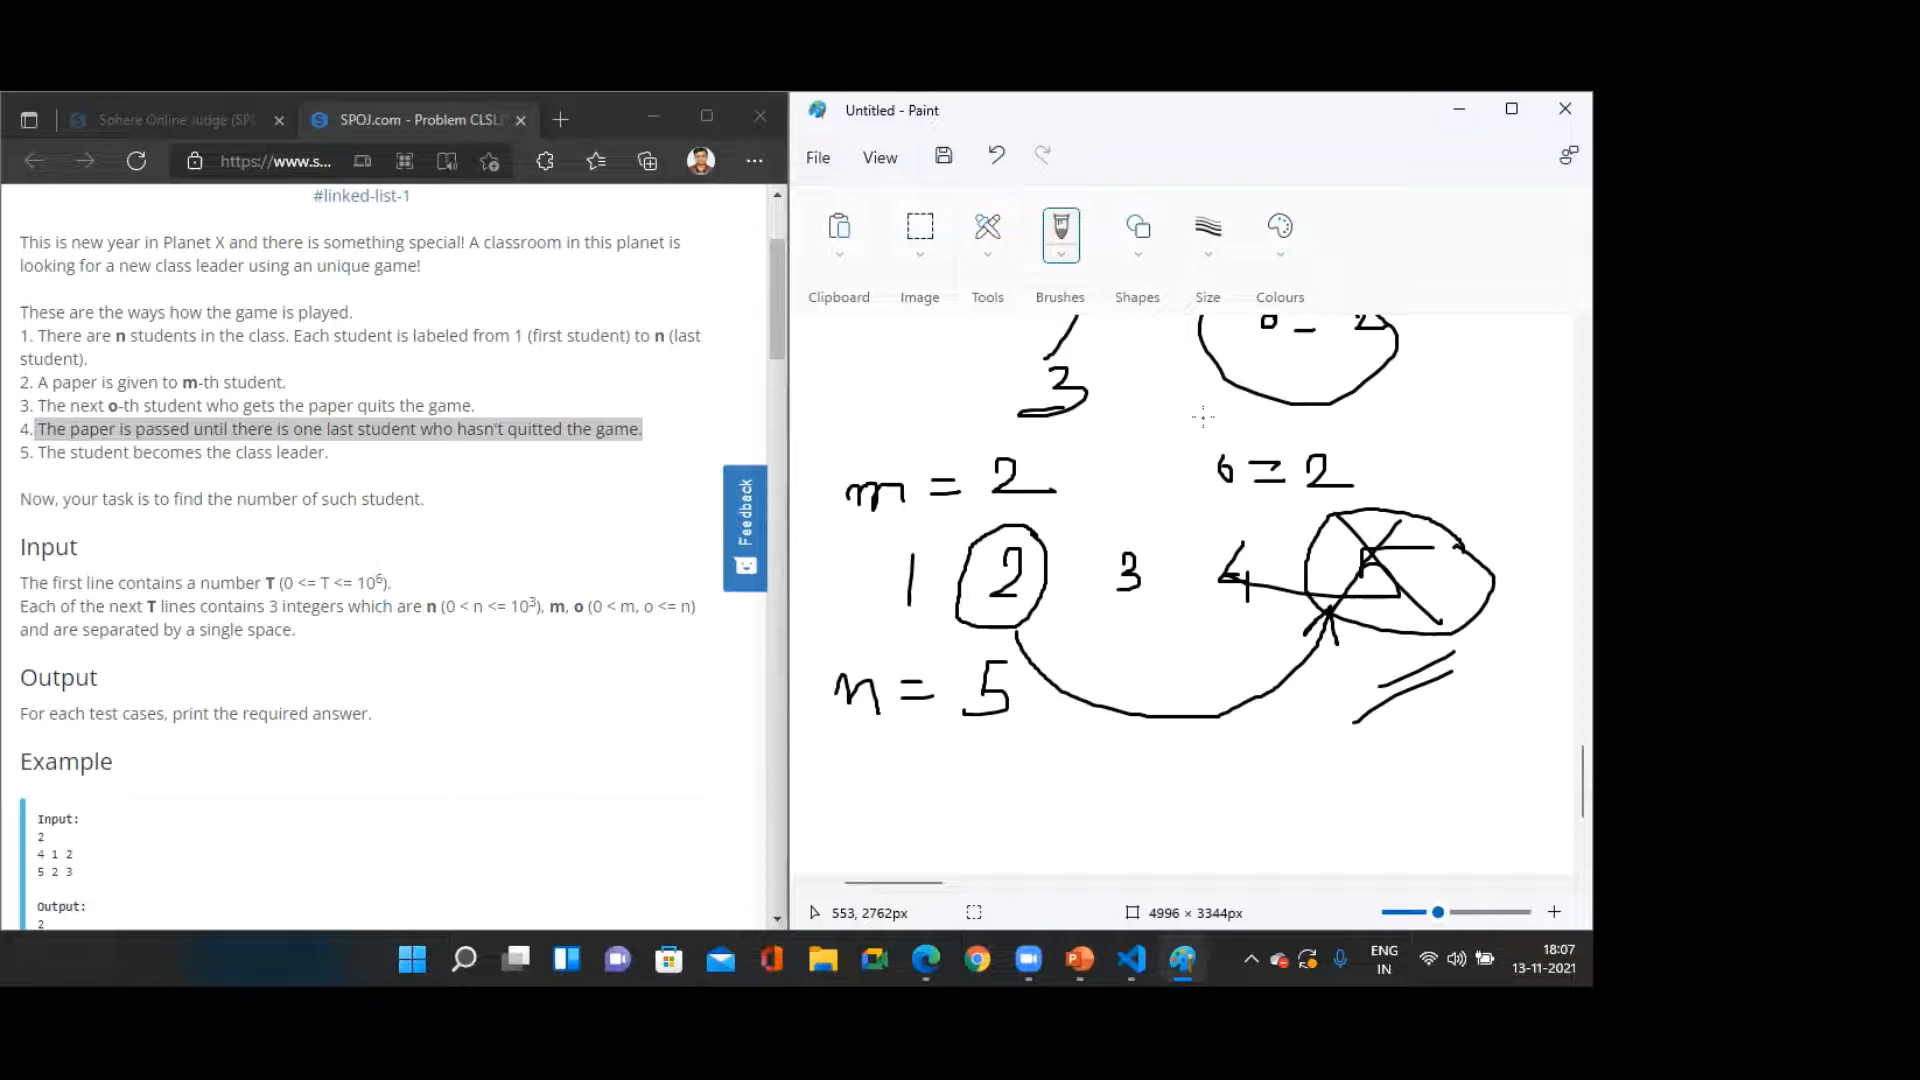 Sphere Online Judge (SPO
SPOJ.com - Problem CLSL
https://www.s...
#linked-list-1
This is new year in Planet X and there is something special! A classroom in this planet is
looking for a new class leader using an unique game!
These are the ways how the game is played.
1. There are n students in the class. Each student is labeled from 1 (first student) to n (last
student).
2. A paper is given to m-th student.
3. The next o-th student who gets the paper quits the game.
4. The paper is passed until there is one last student who hasn't quitted the game.
5. The student becomes the class leader.
Now, your task is to find the number of such student.
Input
The first line contains a number T (0 <= T <= 10^6).
Each of the next T lines contains 3 integers which are n (0 < n <= 10^3), m, o (0 < m, o <= n)
and are separated by a single space.
Output
For each test cases, print the required answer.
Example
Input:
2
4 1 2
5 2 3
Output:
2
Feedback
Untitled - Paint
File View
Clipboard Image Tools Brushes Shapes Size Colours
3
m = 2 o = 2
1 2 3 4 5
n = 5
553, 2762px
4996 × 3344px
ENG
IN
18:07
13-11-2021